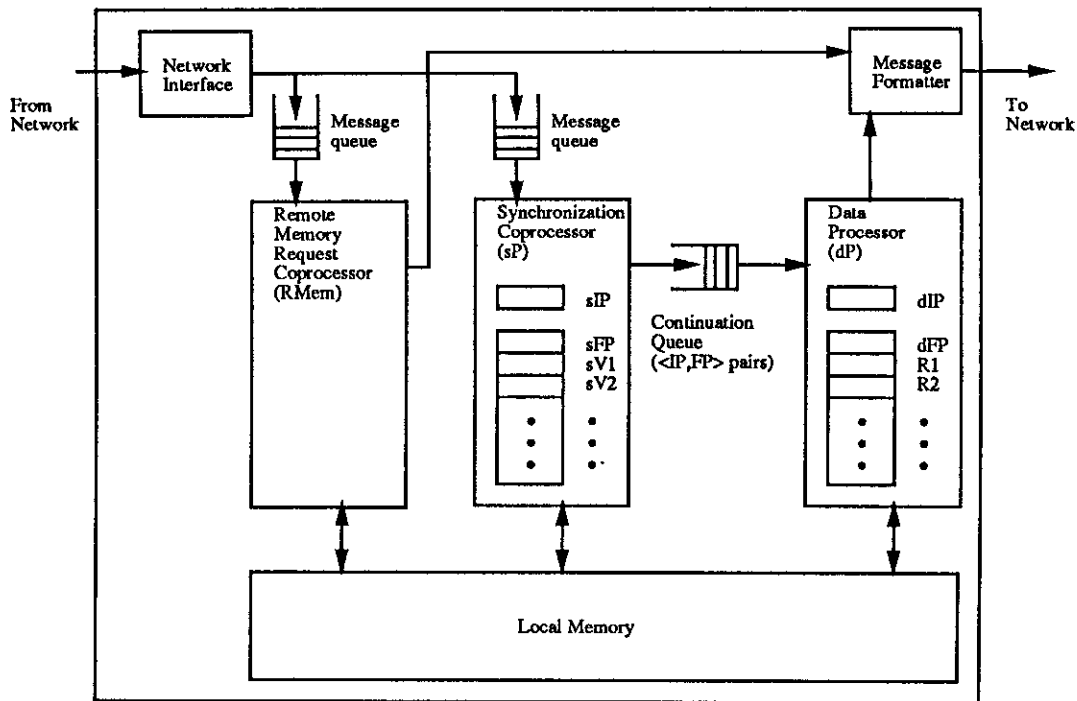 Network
Interface
Message
Formatter
From
Network
To
Network
Message
queue
Message
queue
Remote
Memory
Request
Coprocessor
(RMem)
Synchronization
Coprocessor
(sP)
Data
Processor
(dP)
sIP
sFP
sV1
sV2
Continuation
Queue
(<IP,FP> pairs)
dIP
dFP
R1
R2
Local Memory